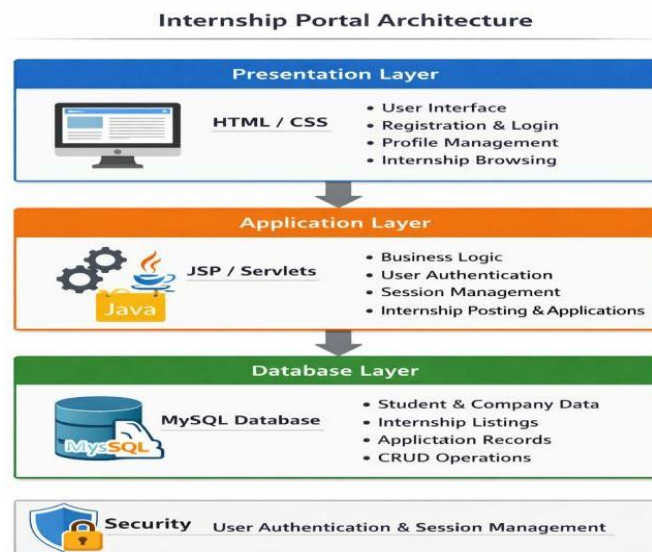 Internship Portal Architecture
Presentation Layer
HTML / CSS
• User Interface
• Registration & Login
• Profile Management
• Internship Browsing
Application Layer
JSP / Servlets
Java
• Business Logic
• User Authentication
• Session Management
• Internship Posting & Applications
Database Layer
MySQL Database
MysSQL
• Student & Company Data
• Internship Listings
• Applictaion Records
• CRUD Operations
Security User Authentication & Session Management